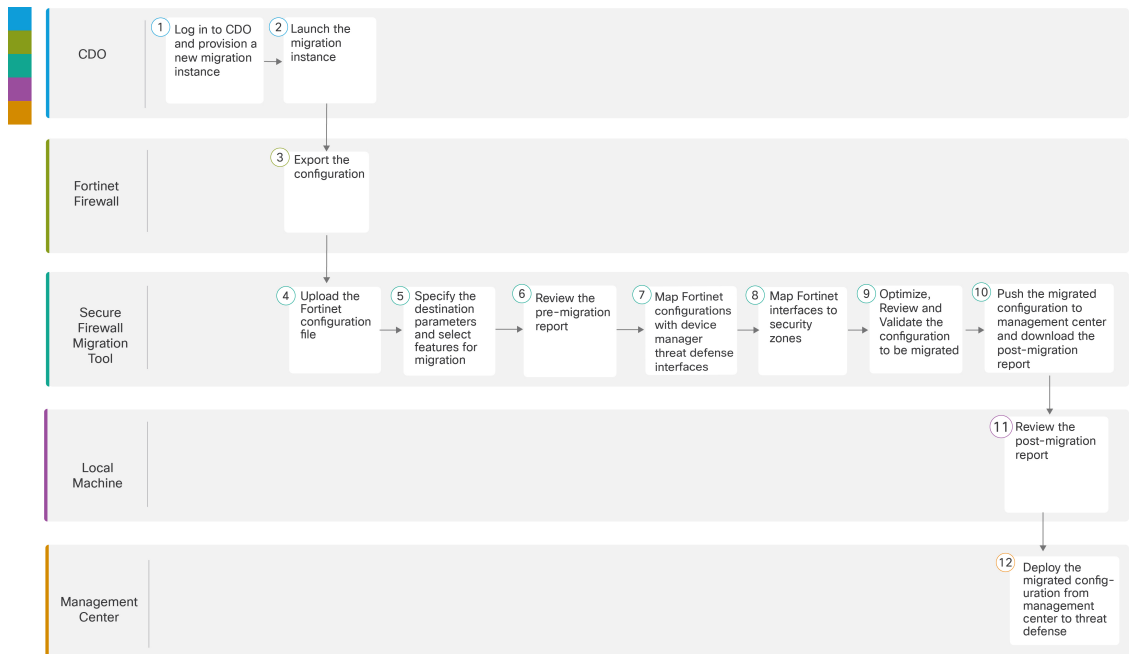 CDO
1
Log in to CDO
and provision a
new migration
instance
2
Launch the
migration
instance
Fortinet
Firewall
3
Export the
configuration
Secure
Firewall
Migration
Tool
4
Upload the
Fortinet
configuration
file
5
Specify the
destination
parameters
and select
features for
migration
6
Review the
pre-migration
report
7
Map Fortinet
configurations
with device
manager
threat defense
interfaces
8
Map Fortinet
interfaces to
security
zones
9
Optimize,
Review and
Validate the
configuration
to be migrated
10
Push the migrated
configuration to
management center
and download the
post-migration
report
Local
Machine
11
Review the
post-migration
report
Management
Center
12
Deploy the
migrated config-
uration from
management
center to threat
defense